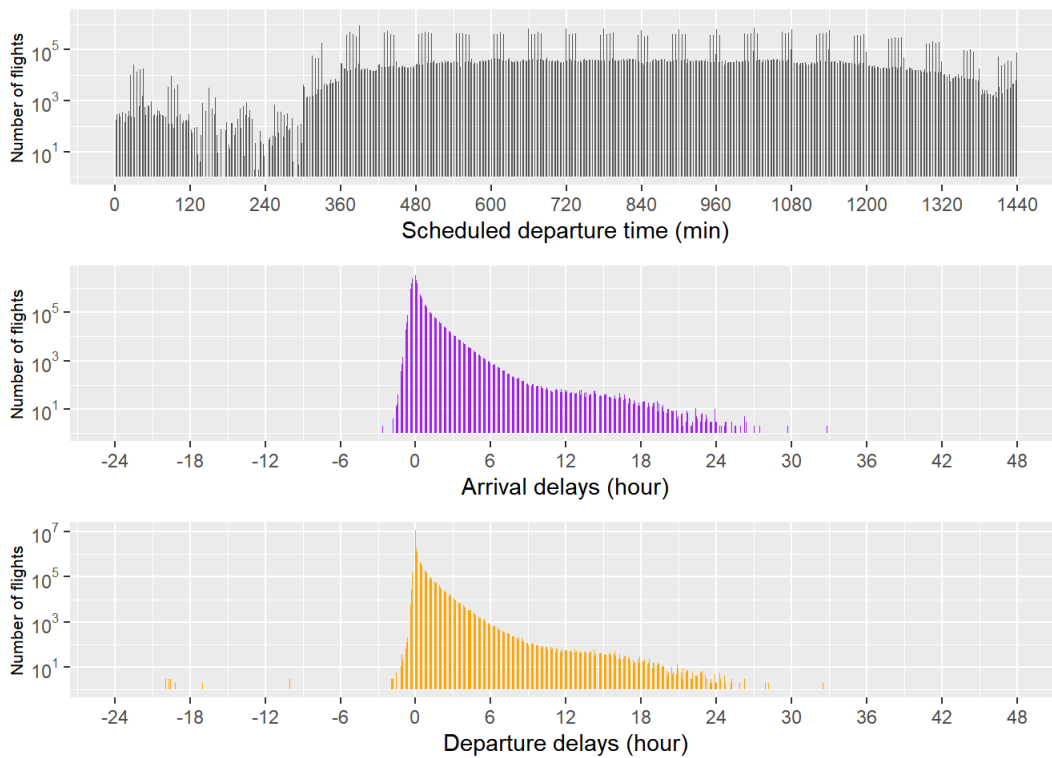 Number of flights
10^5
10^3
10^1
0 120 240 360 480 600 720 840 960 1080 1200 1320 1440
Scheduled departure time (min)
Number of flights
10^5
10^3
10^1
-24 -18 -12 -6 0 6 12 18 24 30 36 42 48
Arrival delays (hour)
Number of flights
10^7
10^5
10^3
10^1
-24 -18 -12 -6 0 6 12 18 24 30 36 42 48
Departure delays (hour)